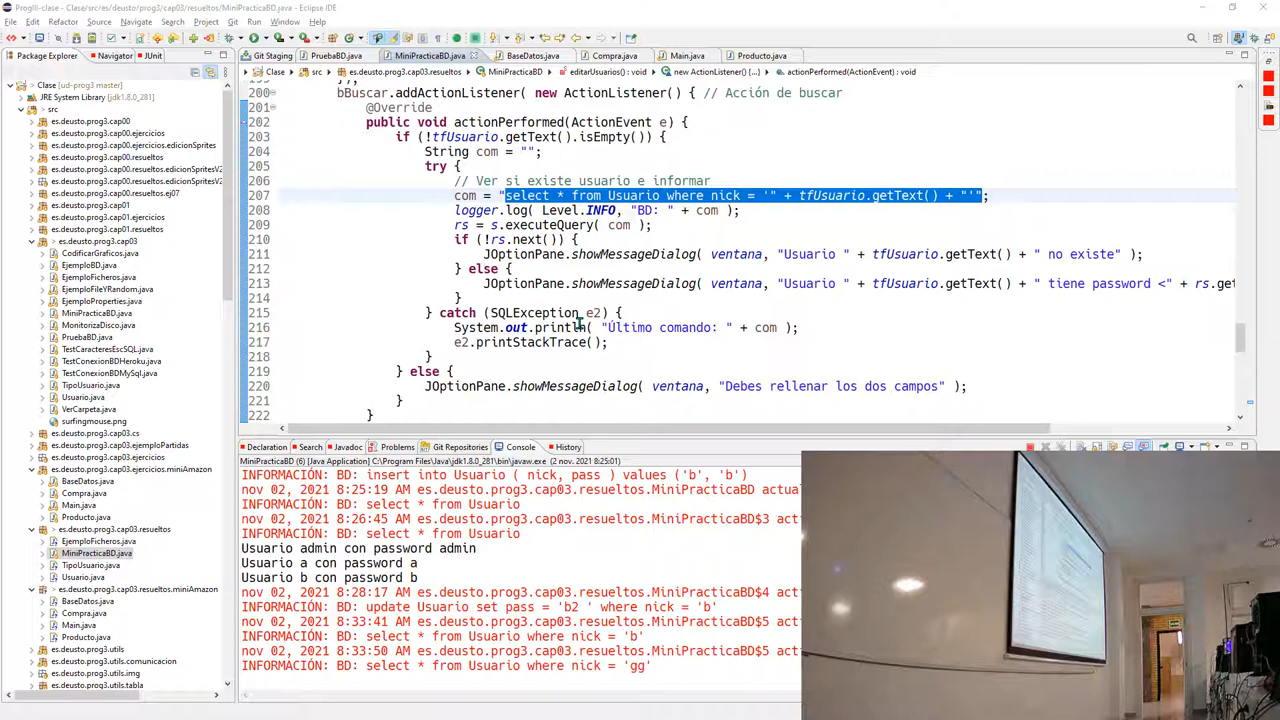 ProgIII-clase - Clase/src/es/deusto/prog3/cap03/resueltos/MiniPracticaBD.java - Eclipse IDE
File Edit Refactor Source Navigate Search Project Git Run Window Help
Package Explorer Navigator JUnit
Git Staging PruebaBD.java MiniPracticaBD.java BaseDatos.java Compra.java Main.java Producto.java
Clase src es.deusto.prog3.cap03.resueltos MiniPracticaBD editarUsuarios() : void new ActionListener() {...} actionPerformed(ActionEvent) : void
Clase [ud-prog3 master]
JRE System Library [jdk1.8.0_281]
src
es.deusto.prog3.cap00
es.deusto.prog3.cap00.ejercicios
es.deusto.prog3.cap00.ejercicios.edicionSprites
es.deusto.prog3.cap00.resueltos
es.deusto.prog3.cap00.resueltos.edicionSpritesV2
es.deusto.prog3.cap00.resueltos.ej07
es.deusto.prog3.cap01
es.deusto.prog3.cap01.ejercicios
es.deusto.prog3.cap01.resueltos
es.deusto.prog3.cap03
CodificarGraficos.java
EjemploBD.java
EjemploFicheros.java
EjemploFileYRandom.java
EjemploProperties.java
MiniPracticaBD.java
MonitorizaDisco.java
PruebaBD.java
TestCaracteresEscSQL.java
TestConexionBDHeroku.java
TestConexionBDMySql.java
TipoUsuario.java
Usuario.java
VerCarpeta.java
surfingmouse.png
es.deusto.prog3.cap03.cs
es.deusto.prog3.cap03.ejemploPartidas
es.deusto.prog3.cap03.ejercicios
es.deusto.prog3.cap03.ejercicios.miniAmazon
BaseDatos.java
Compra.java
Main.java
Producto.java
es.deusto.prog3.cap03.resueltos
EjemploFicheros.java
MiniPracticaBD.java
TipoUsuario.java
Usuario.java
es.deusto.prog3.cap03.resueltos.miniAmazon
BaseDatos.java
Compra.java
Main.java
Producto.java
es.deusto.prog3.utils
es.deusto.prog3.utils.comunicacion
es.deusto.prog3.utils.img
es.deusto.prog3.utils.tabla
199 });
200 bBuscar.addActionListener( new ActionListener() { // Acción de buscar
201 @Override
202 public void actionPerformed(ActionEvent e) {
203 if (!tfUsuario.getText().isEmpty()) {
204 String com = "";
205 try {
206 // Ver si existe usuario e informar
207 com = "select * from Usuario where nick = '" + tfUsuario.getText() + "'";
208 logger.log( Level.INFO, "BD: " + com );
209 rs = s.executeQuery( com );
210 if (!rs.next()) {
211 JOptionPane.showMessageDialog( ventana, "Usuario " + tfUsuario.getText() + " no existe" );
212 } else {
213 JOptionPane.showMessageDialog( ventana, "Usuario " + tfUsuario.getText() + " tiene password <" + rs.get
214 }
215 } catch (SQLException e2) {
216 System.out.println( "Último comando: " + com );
217 e2.printStackTrace();
218 }
219 } else {
220 JOptionPane.showMessageDialog( ventana, "Debes rellenar los dos campos" );
221 }
222 }
Declaration Search Javadoc Problems Git Repositories Console History
MiniPracticaBD (6) [Java Application] C:\Program Files\Java\jdk1.8.0_281\bin\javaw.exe (2 nov. 2021 8:25:01)
INFORMACIÓN: BD: insert into Usuario ( nick, pass ) values ('b', 'b')
nov 02, 2021 8:25:19 AM es.deusto.prog3.cap03.resueltos.MiniPracticaBD actua
INFORMACIÓN: BD: select * from Usuario
nov 02, 2021 8:26:45 AM es.deusto.prog3.cap03.resueltos.MiniPracticaBD$3 act
INFORMACIÓN: BD: select * from Usuario
Usuario admin con password admin
Usuario a con password a
Usuario b con password b
nov 02, 2021 8:28:17 AM es.deusto.prog3.cap03.resueltos.MiniPracticaBD$4 act
INFORMACIÓN: BD: update Usuario set pass = 'b2 ' where nick = 'b'
nov 02, 2021 8:33:41 AM es.deusto.prog3.cap03.resueltos.MiniPracticaBD$5 act
INFORMACIÓN: BD: select * from Usuario where nick = 'b'
nov 02, 2021 8:33:50 AM es.deusto.prog3.cap03.resueltos.MiniPracticaBD$5 act
INFORMACIÓN: BD: select * from Usuario where nick = 'gg'